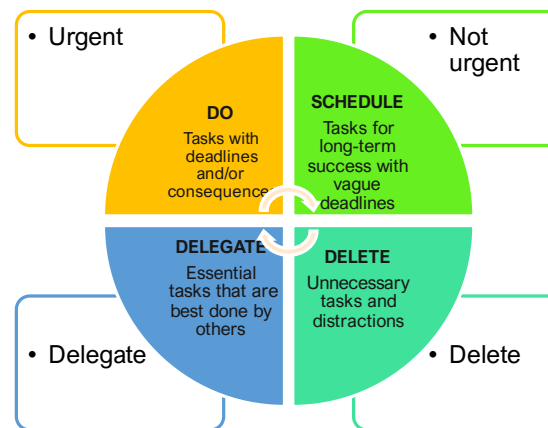 • Urgent
• Not
urgent
DO
Tasks with
deadlines
and/or
consequences
SCHEDULE
Tasks for
long-term
success with
vague
deadlines
DELEGATE
Essential
tasks that are
best done by
others
DELETE
Unnecessary
tasks and
distractions
• Delegate
• Delete